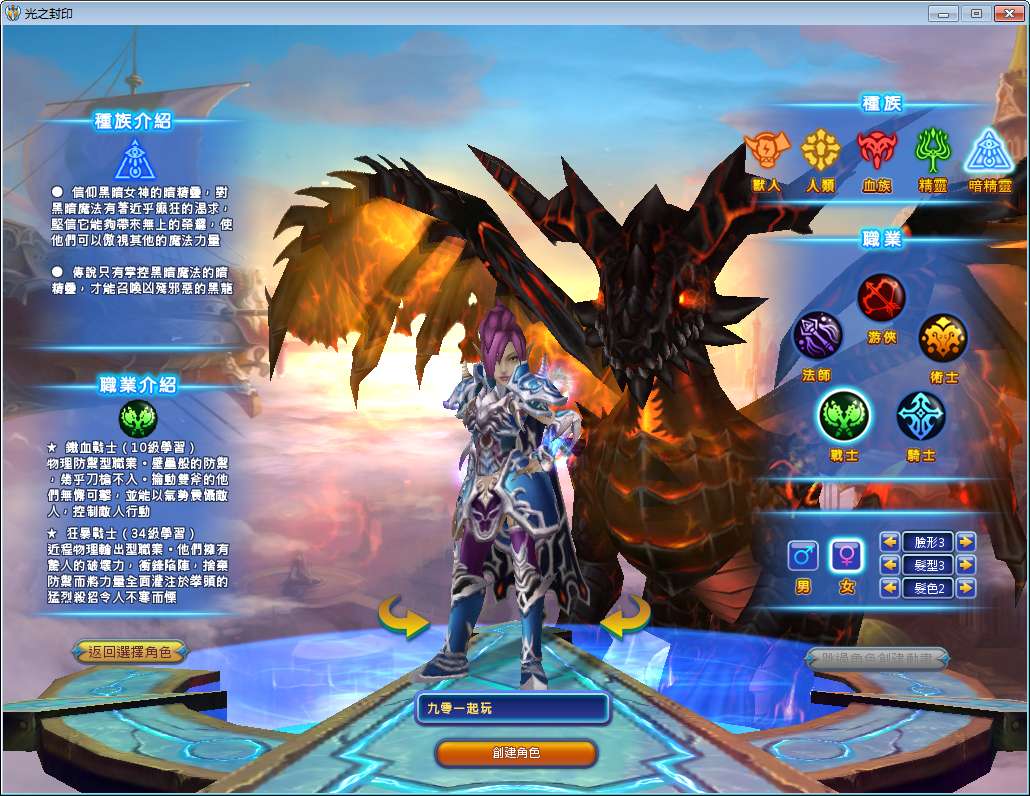 光之封印
種族介紹
● 信仰黑暗女神的暗精靈，對
黑暗魔法有著近乎癲狂的渴求，
堅信它能夠帶來無上的榮耀，使
他們可以傲視其他的魔法力量
● 傳說只有掌控黑暗魔法的暗
精靈，才能召喚凶殘邪惡的黑龍
職業介紹
★ 鐵血戰士（10級學習）
物理防禦型職業。壁壘般的防禦
，幾乎刀槍不入。揮動雙斧的他
們無懈可擊，並能以氣勢震懾敵
人，控制敵人行動
★ 狂暴戰士（34級學習）
近程物理輸出型職業。他們擁有
驚人的破壞力，衝鋒陷陣，捨棄
防禦而將力量全面灌注於拳頭的
猛烈殺招令人不寒而慄
返回選擇角色
種族
獸人 人類 血族 精靈 暗精靈
職業
游俠
法師 術士
戰士 騎士
男 女
臉形3
髮型3
髮色2
跳過角色創建動畫
九零一起玩
創建角色